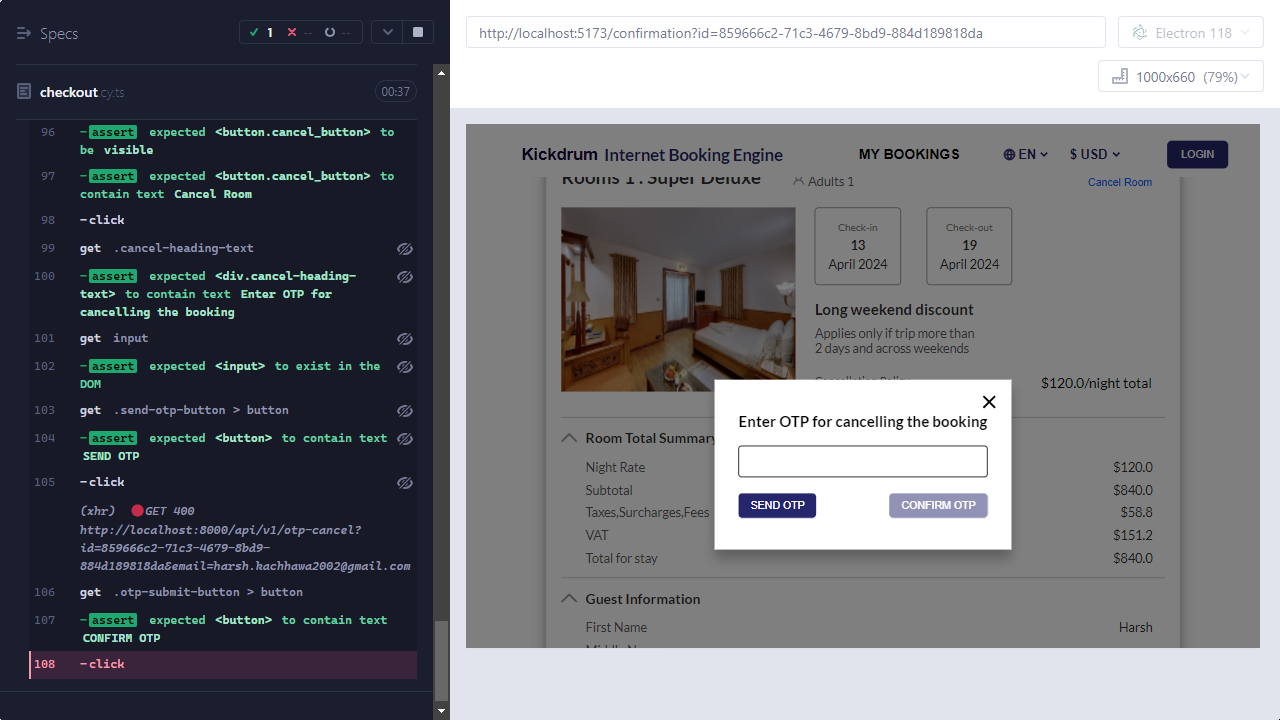 Specs
1 -- --
checkout.cy.ts
00:37
96 -assert expected <button.cancel_button> to
be visible
97 -assert expected <button.cancel_button> to
contain text Cancel Room
98 -click
99 get .cancel-heading-text
100 -assert expected <div.cancel-heading-
text> to contain text Enter OTP for
cancelling the booking
101 get input
102 -assert expected <input> to exist in the
DOM
103 get .send-otp-button > button
104 -assert expected <button> to contain text
SEND OTP
105 -click
(xhr) GET 400
http://localhost:8000/api/v1/otp-cancel?
id=859666c2-71c3-4679-8bd9-
884d189818da&email=harsh.kachhawa2002@gmail.com
106 get .otp-submit-button > button
107 -assert expected <button> to contain text
CONFIRM OTP
108 -click
http://localhost:5173/confirmation?id=859666c2-71c3-4679-8bd9-884d189818da
Electron 118
1000x660 (79%)
Kickdrum Internet Booking Engine
MY BOOKINGS
EN
$ USD
LOGIN
Rooms 1 : Super Deluxe
Adults 1
Cancel Room
Check-in
13
April 2024
Check-out
19
April 2024
Long weekend discount
Applies only if trip more than
2 days and across weekends
Cancellation Policy
$120.0/night total
Enter OTP for cancelling the booking
SEND OTP
CONFIRM OTP
Room Total Summary
Night Rate $120.0
Subtotal $840.0
Taxes,Surcharges,Fees $58.8
VAT $151.2
Total for stay $840.0
Guest Information
First Name Harsh